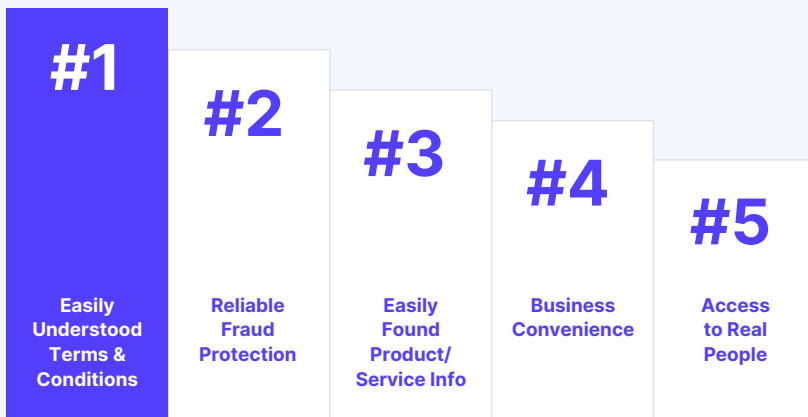 #1
Easily
Understood
Terms &
Conditions
#2
Reliable
Fraud
Protection
#3
Easily
Found
Product/
Service Info
#4
Business
Convenience
#5
Access
to Real
People